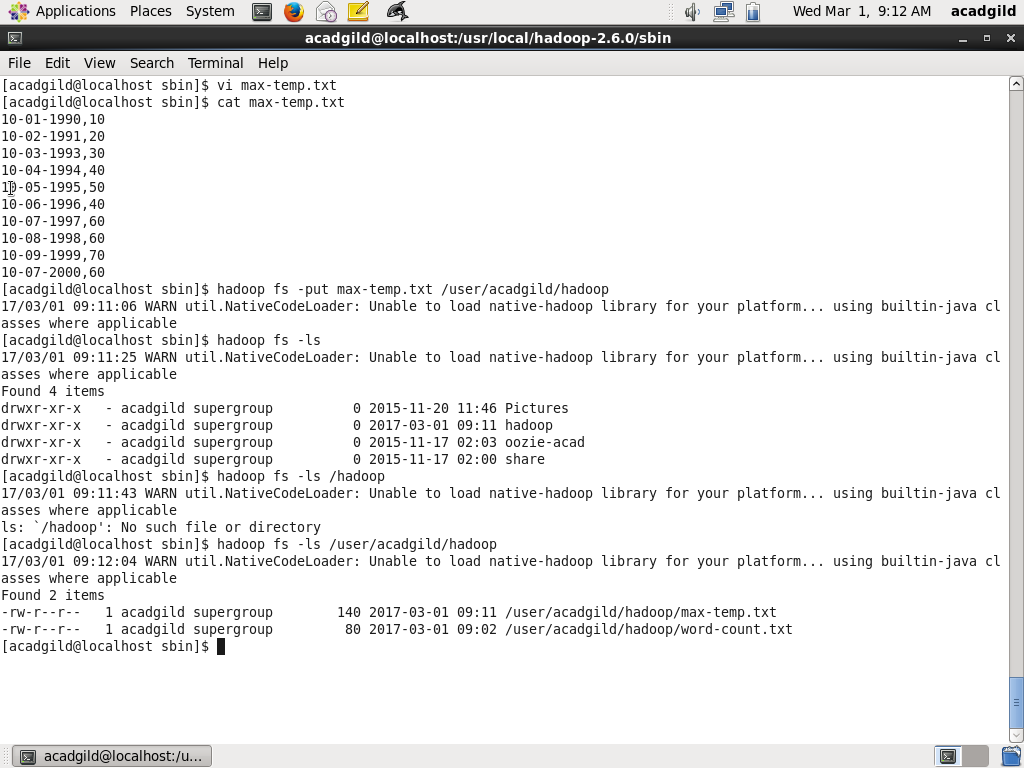 Applications Places System Wed Mar 1, 9:12 AM acadgild
acadgild@localhost:/usr/local/hadoop-2.6.0/sbin
File Edit View Search Terminal Help
[acadgild@localhost sbin]$ vi max-temp.txt
[acadgild@localhost sbin]$ cat max-temp.txt
10-01-1990,10
10-02-1991,20
10-03-1993,30
10-04-1994,40
10-05-1995,50
10-06-1996,40
10-07-1997,60
10-08-1998,60
10-09-1999,70
10-07-2000,60
[acadgild@localhost sbin]$ hadoop fs -put max-temp.txt /user/acadgild/hadoop
17/03/01 09:11:06 WARN util.NativeCodeLoader: Unable to load native-hadoop library for your platform... using builtin-java cl
asses where applicable
[acadgild@localhost sbin]$ hadoop fs -ls
17/03/01 09:11:25 WARN util.NativeCodeLoader: Unable to load native-hadoop library for your platform... using builtin-java cl
asses where applicable
Found 4 items
drwxr-xr-x   - acadgild supergroup          0 2015-11-20 11:46 Pictures
drwxr-xr-x   - acadgild supergroup          0 2017-03-01 09:11 hadoop
drwxr-xr-x   - acadgild supergroup          0 2015-11-17 02:03 oozie-acad
drwxr-xr-x   - acadgild supergroup          0 2015-11-17 02:00 share
[acadgild@localhost sbin]$ hadoop fs -ls /hadoop
17/03/01 09:11:43 WARN util.NativeCodeLoader: Unable to load native-hadoop library for your platform... using builtin-java cl
asses where applicable
ls: `/hadoop': No such file or directory
[acadgild@localhost sbin]$ hadoop fs -ls /user/acadgild/hadoop
17/03/01 09:12:04 WARN util.NativeCodeLoader: Unable to load native-hadoop library for your platform... using builtin-java cl
asses where applicable
Found 2 items
-rw-r--r--   1 acadgild supergroup        140 2017-03-01 09:11 /user/acadgild/hadoop/max-temp.txt
-rw-r--r--   1 acadgild supergroup         80 2017-03-01 09:02 /user/acadgild/hadoop/word-count.txt
[acadgild@localhost sbin]$
acadgild@localhost:/u...